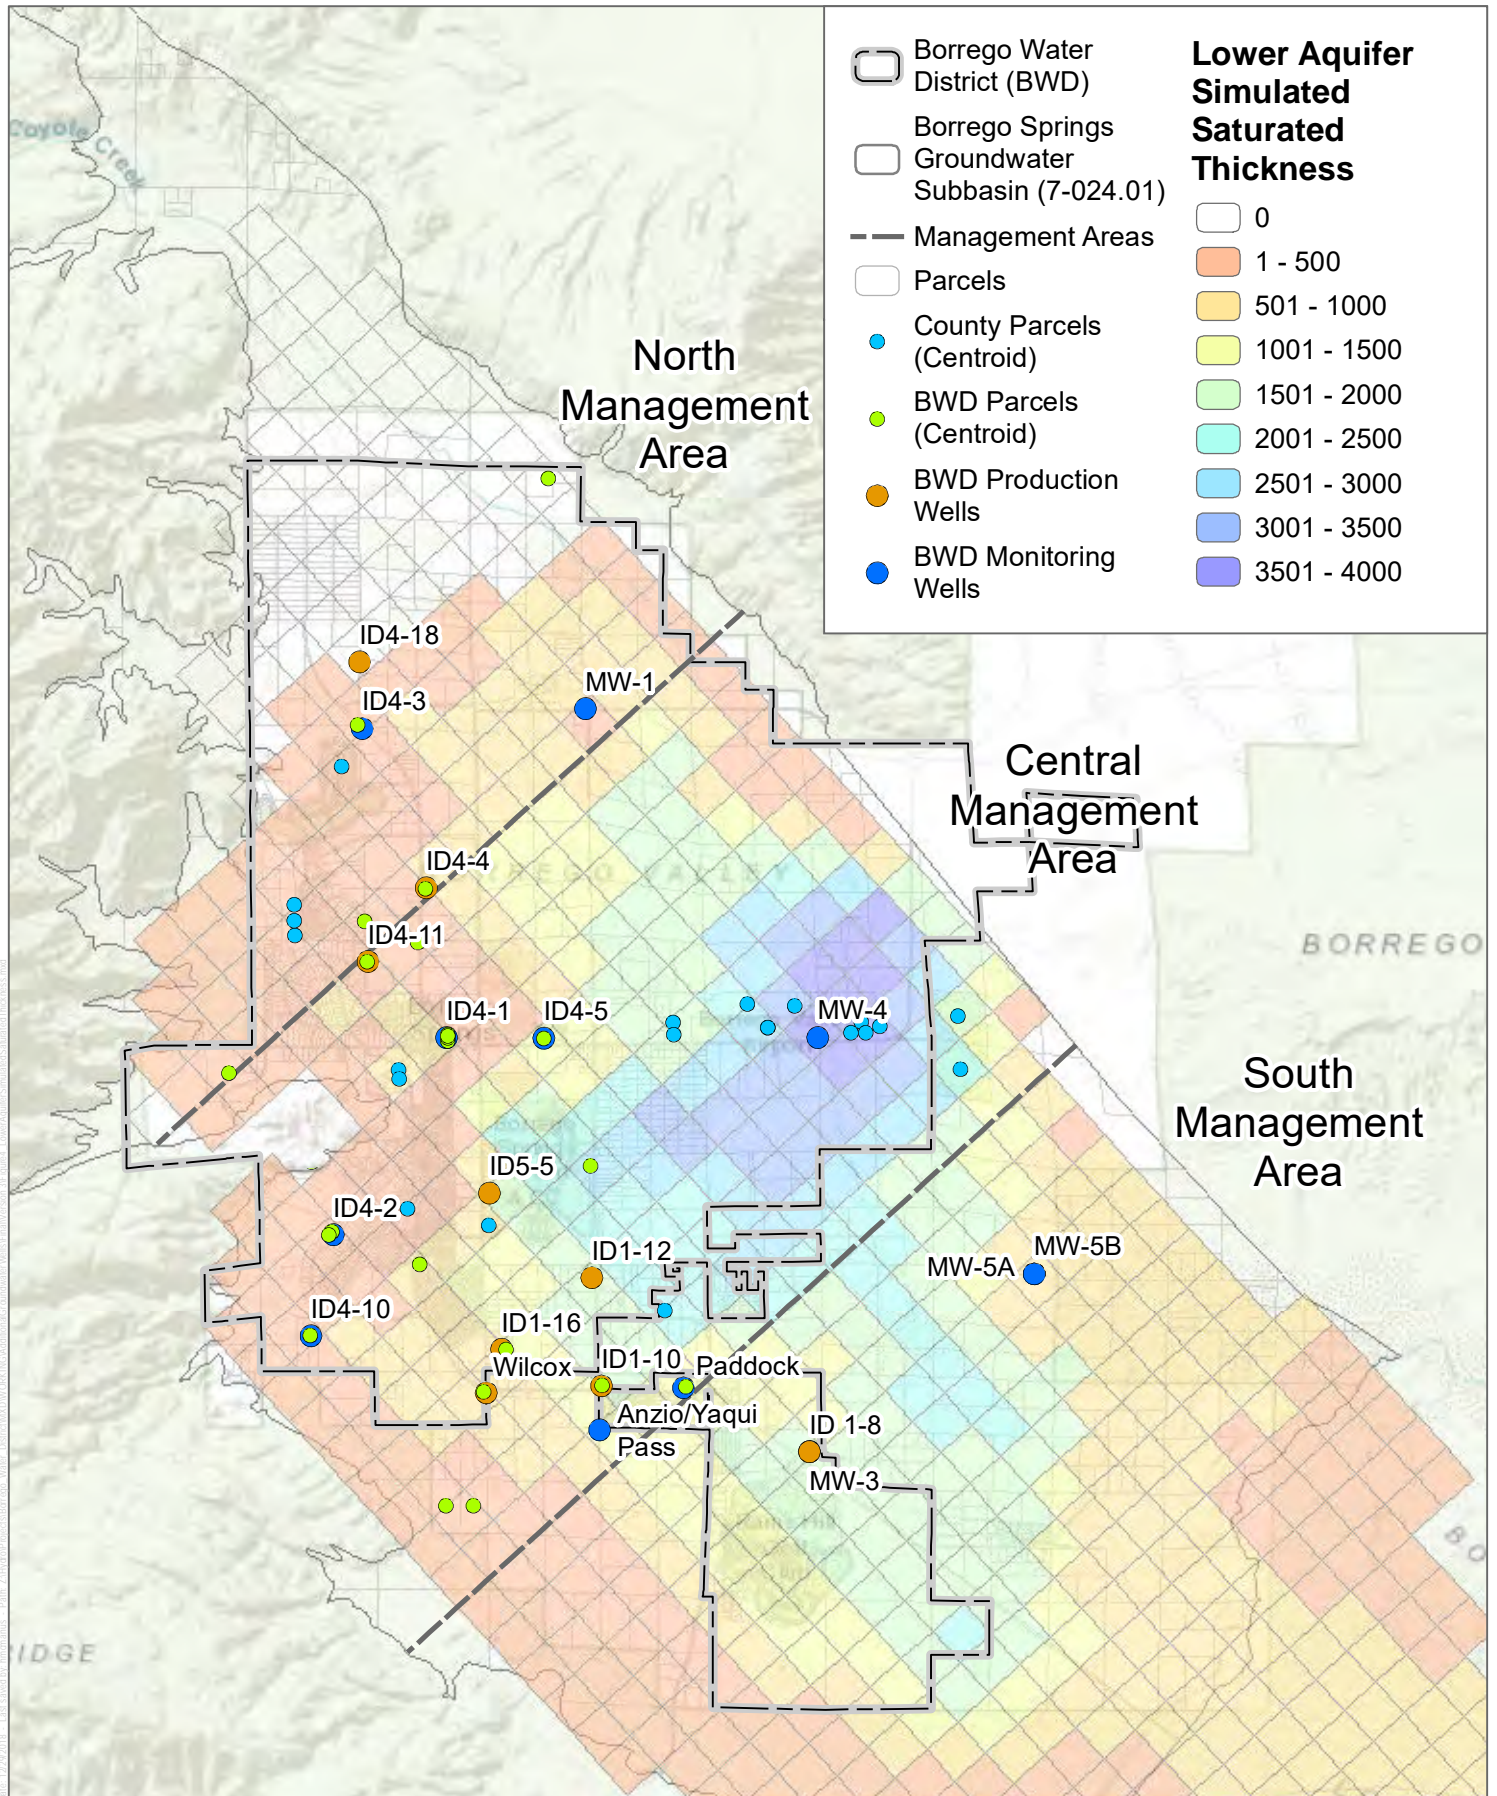 Borrego Water
District (BWD)
Borrego Springs
Groundwater
Subbasin (7-024.01)
Management Areas
Parcels
County Parcels
(Centroid)
BWD Parcels
(Centroid)
BWD Production
Wells
BWD Monitoring
Wells
Lower Aquifer
Simulated
Saturated
Thickness
0
1 - 500
501 - 1000
1001 - 1500
1501 - 2000
2001 - 2500
2501 - 3000
3001 - 3500
3501 - 4000
Coyote Creek
North
Management
Area
ID4-18
ID4-3
MW-1
Central
Management
Area
ID4-4
VALLEY
ID4-11
BORREGO
ID4-1
ID4-5
MW-4
South
Management
Area
ID5-5
ID4-2
ID1-12
MW-5B
MW-5A
ID4-10
ID1-16
Wilcox
ID1-10
Paddock
Anzio/Yaqui
Pass
ID 1-8
MW-3
Rams Hill
BO
IDGE